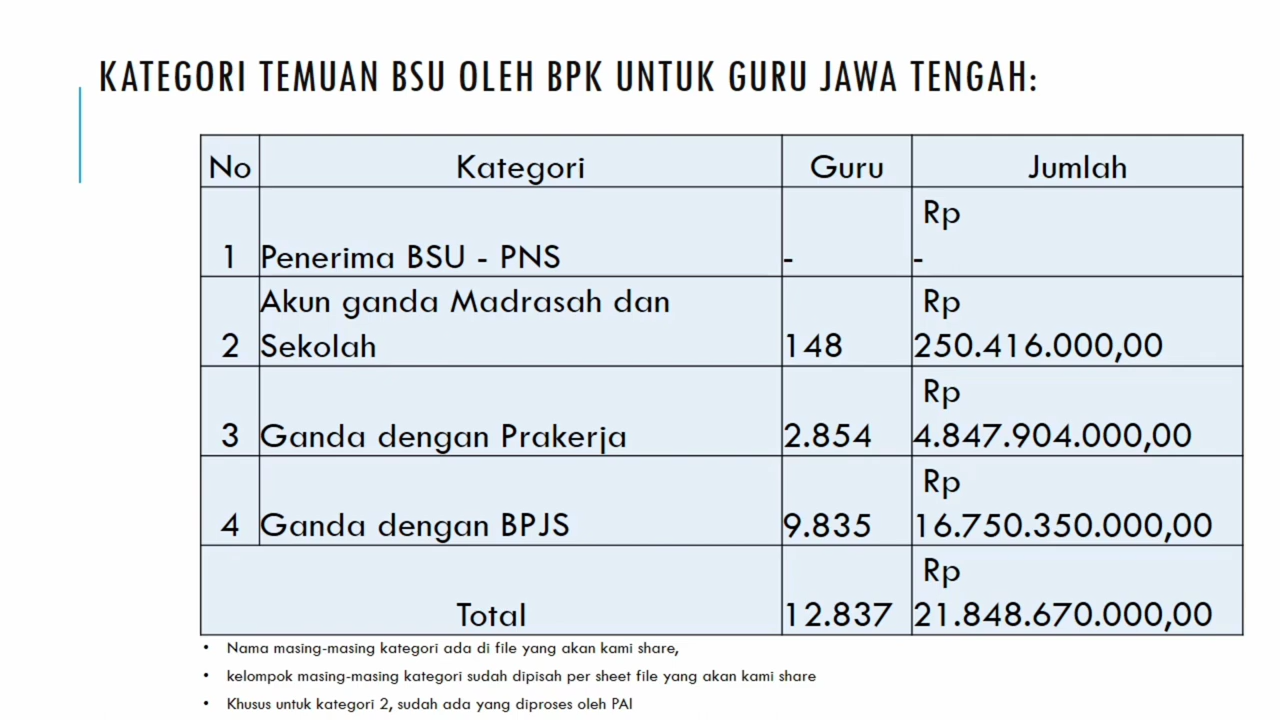 KATEGORI TEMUAN BSU OLEH BPK UNTUK GURU JAWA TENGAH:
No Kategori Guru Jumlah
Rp
1 Penerima BSU - PNS - -
Akun ganda Madrasah dan Rp
2 Sekolah 148 250.416.000,00
Rp
3 Ganda dengan Prakerja 2.854 4.847.904.000,00
Rp
4 Ganda dengan BPJS 9.835 16.750.350.000,00
Rp
Total 12.837 21.848.670.000,00
• Nama masing-masing kategori ada di file yang akan kami share,
• kelompok masing-masing kategori sudah dipisah per sheet file yang akan kami share
• Khusus untuk kategori 2, sudah ada yang diproses oleh PAI